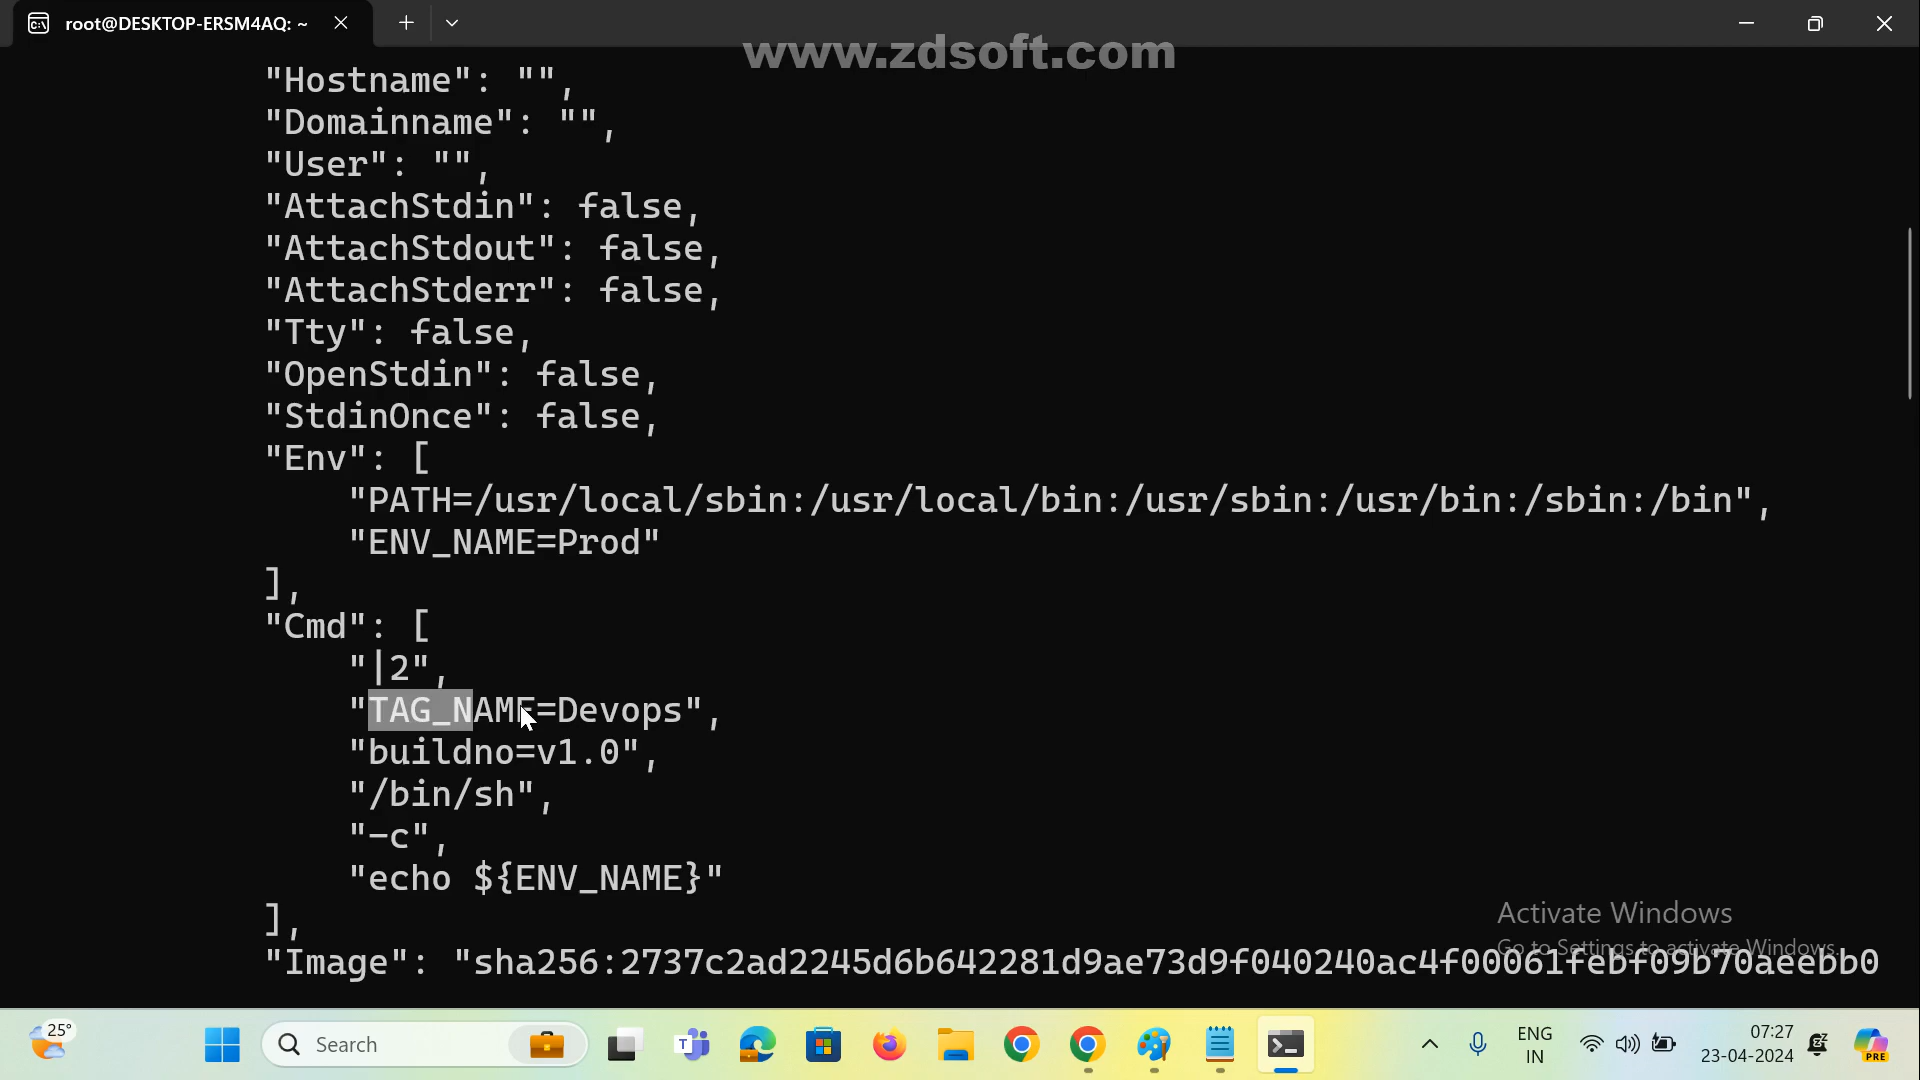 root@DESKTOP-ERSM4AQ: ~
www.zdsoft.com
"Hostname": "",
"Domainname": "",
"User": "",
"AttachStdin": false,
"AttachStdout": false,
"AttachStderr": false,
"Tty": false,
"OpenStdin": false,
"StdinOnce": false,
"Env": [
"PATH=/usr/local/sbin:/usr/local/bin:/usr/sbin:/usr/bin:/sbin:/bin",
"ENV_NAME=Prod"
],
"Cmd": [
"|2",
"TAG_NAME=Devops",
"buildno=v1.0",
"/bin/sh",
"-c",
"echo ${ENV_NAME}"
],
Activate Windows
Go to Settings to activate Windows.
"Image": "sha256:2737c2ad2245d6b642281d9ae73d9f040240ac4f00061febf09b70aeebb0
25°
Search
ENG
IN
07:27
23-04-2024
PRE